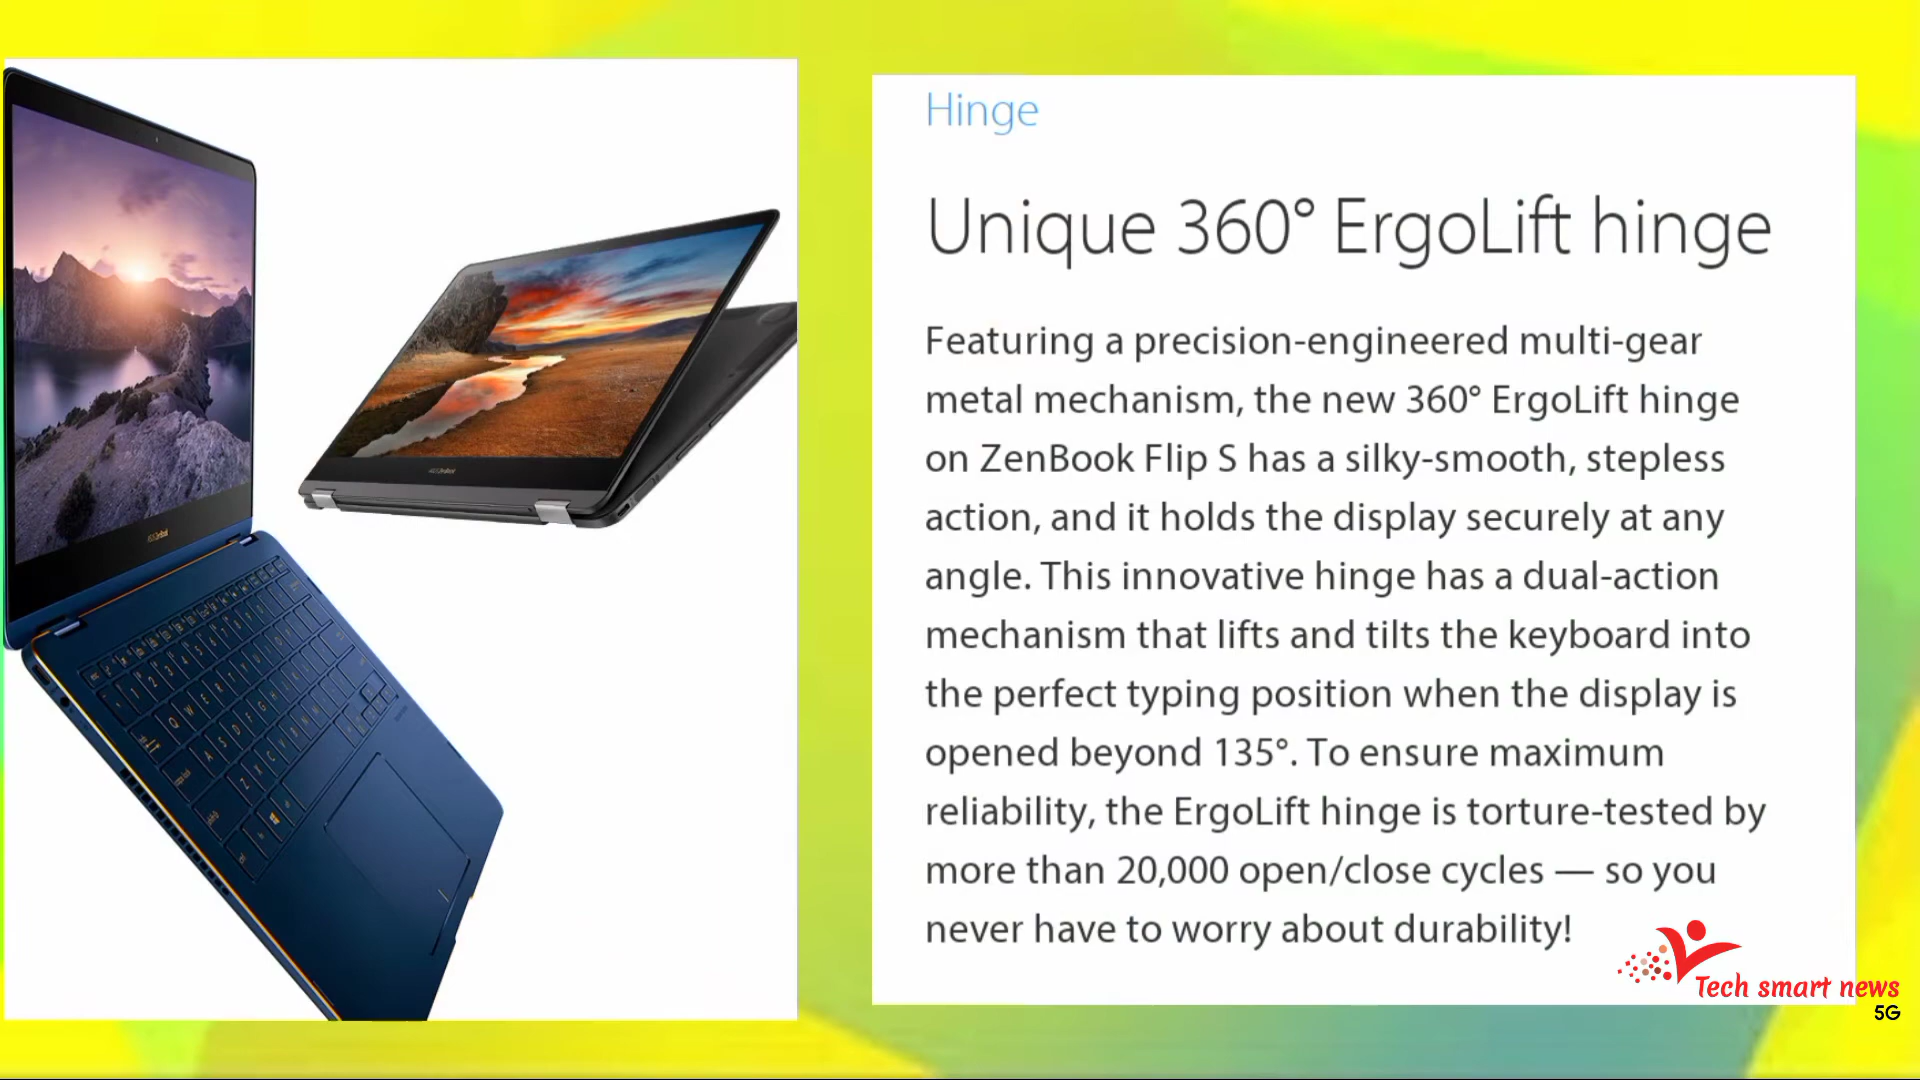 Hinge
Unique 360° ErgoLift hinge
Featuring a precision-engineered multi-gear
metal mechanism, the new 360° ErgoLift hinge
on ZenBook Flip S has a silky-smooth, stepless
action, and it holds the display securely at any
angle. This innovative hinge has a dual-action
mechanism that lifts and tilts the keyboard into
the perfect typing position when the display is
opened beyond 135°. To ensure maximum
reliability, the ErgoLift hinge is torture-tested by
more than 20,000 open/close cycles — so you
never have to worry about durability!
Tech smart news
5G